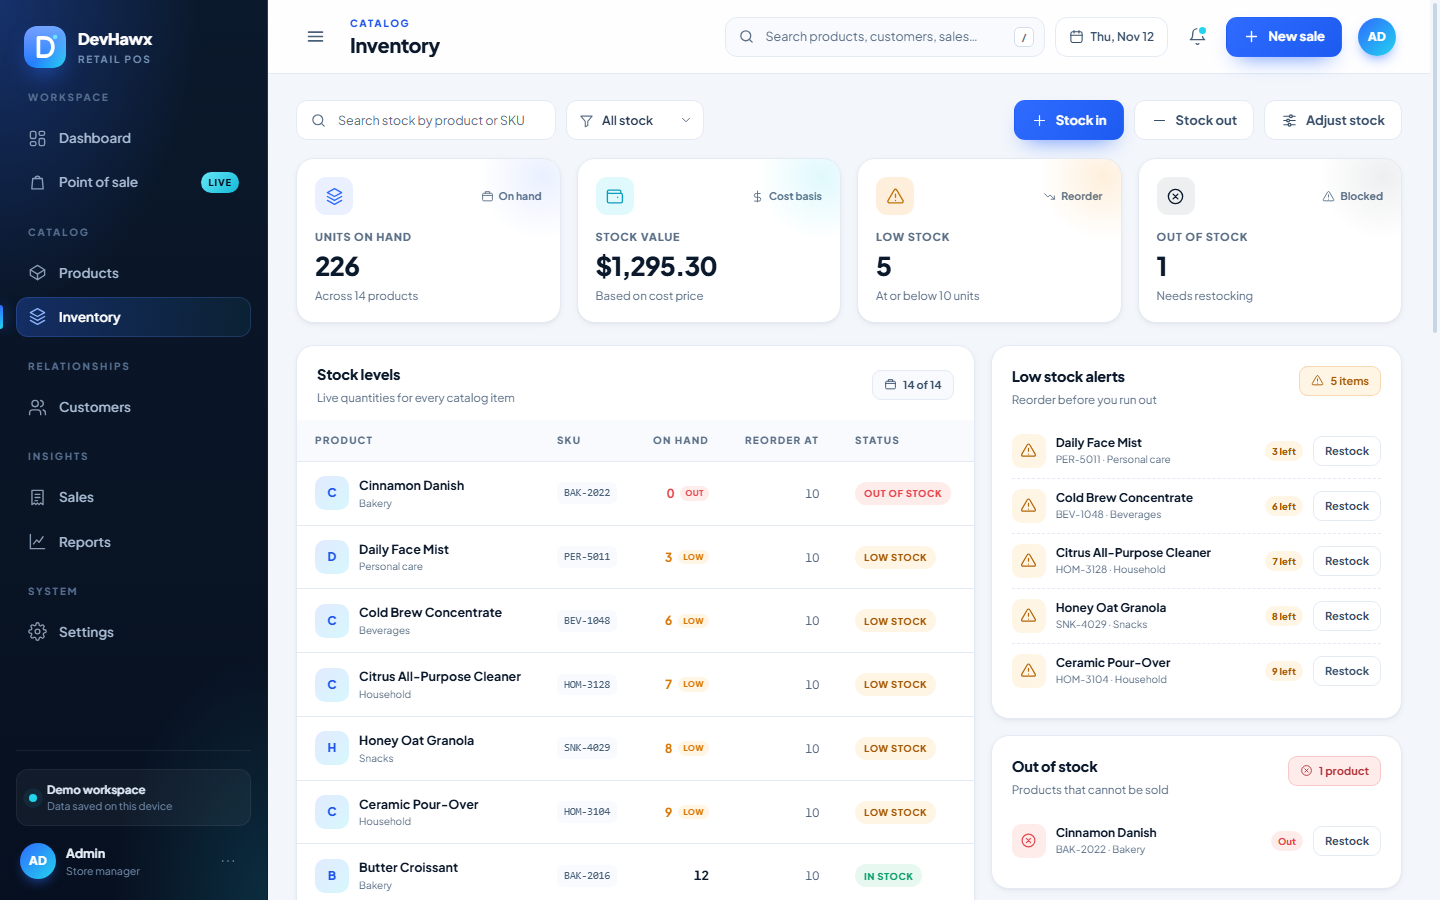 DevHawx
RETAIL POS
WORKSPACE
Dashboard
Point of sale
LIVE
CATALOG
Products
Inventory
RELATIONSHIPS
Customers
INSIGHTS
Sales
Reports
SYSTEM
Settings
Demo workspace
Data saved on this device
AD
Admin
Store manager
CATALOG
Inventory
Search products, customers, sales...
/
Thu, Nov 12
New sale
AD
Search stock by product or SKU
All stock
Stock in
Stock out
Adjust stock
On hand
UNITS ON HAND
226
Across 14 products
Cost basis
STOCK VALUE
$1,295.30
Based on cost price
Reorder
LOW STOCK
5
At or below 10 units
Blocked
OUT OF STOCK
1
Needs restocking
Stock levels
Live quantities for every catalog item
14 of 14
PRODUCT SKU ON HAND REORDER AT STATUS
C Cinnamon Danish BAK-2022 0 OUT 10 OUT OF STOCK
Bakery
D Daily Face Mist PER-5011 3 LOW 10 LOW STOCK
Personal care
C Cold Brew Concentrate BEV-1048 6 LOW 10 LOW STOCK
Beverages
C Citrus All-Purpose Cleaner HOM-3128 7 LOW 10 LOW STOCK
Household
H Honey Oat Granola SNK-4029 8 LOW 10 LOW STOCK
Snacks
C Ceramic Pour-Over HOM-3104 9 LOW 10 LOW STOCK
Household
B Butter Croissant BAK-2016 12 10 IN STOCK
Bakery
Low stock alerts
Reorder before you run out
5 items
Daily Face Mist
PER-5011 · Personal care
3 left
Restock
Cold Brew Concentrate
BEV-1048 · Beverages
6 left
Restock
Citrus All-Purpose Cleaner
HOM-3128 · Household
7 left
Restock
Honey Oat Granola
SNK-4029 · Snacks
8 left
Restock
Ceramic Pour-Over
HOM-3104 · Household
9 left
Restock
Out of stock
Products that cannot be sold
1 product
Cinnamon Danish
BAK-2022 · Bakery
Out
Restock